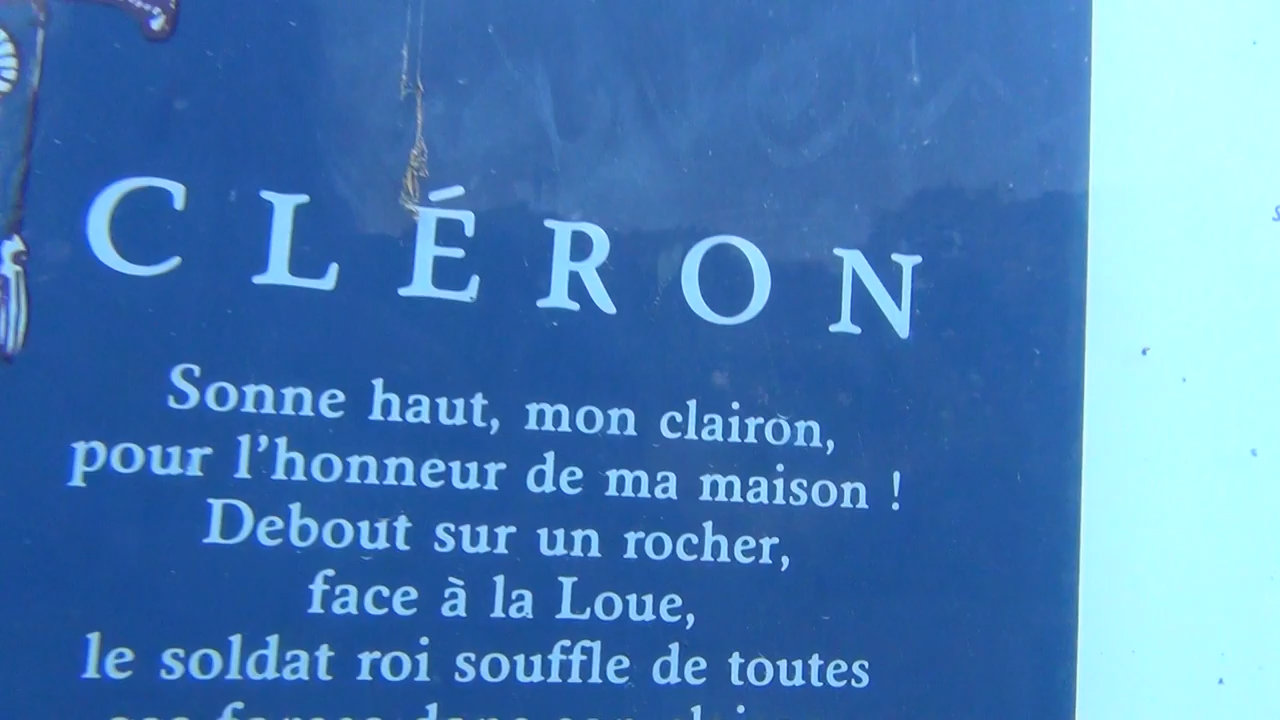 CLÉRON
Sonne haut, mon clairon,
pour l'honneur de ma maison !
Debout sur un rocher,
face à la Loue,
le soldat roi souffle de toutes